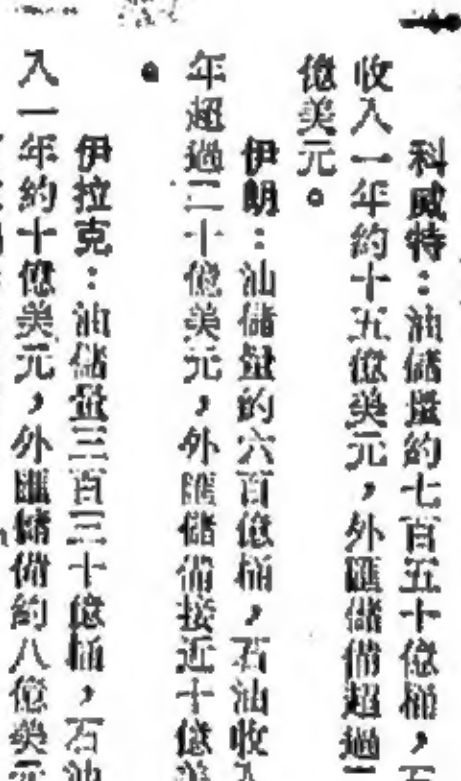 科威特：油儲量約七百五十億桶，石
收入一年約十五億美元，外匯儲備超過
億美元。
伊朗：油儲量約六百億桶，石油收入
年超過二十億美元，外匯儲備接近十億美
。
伊拉克：油儲量三百三十億桶，石油
入一年約十億美元，外匯儲備約八億美元